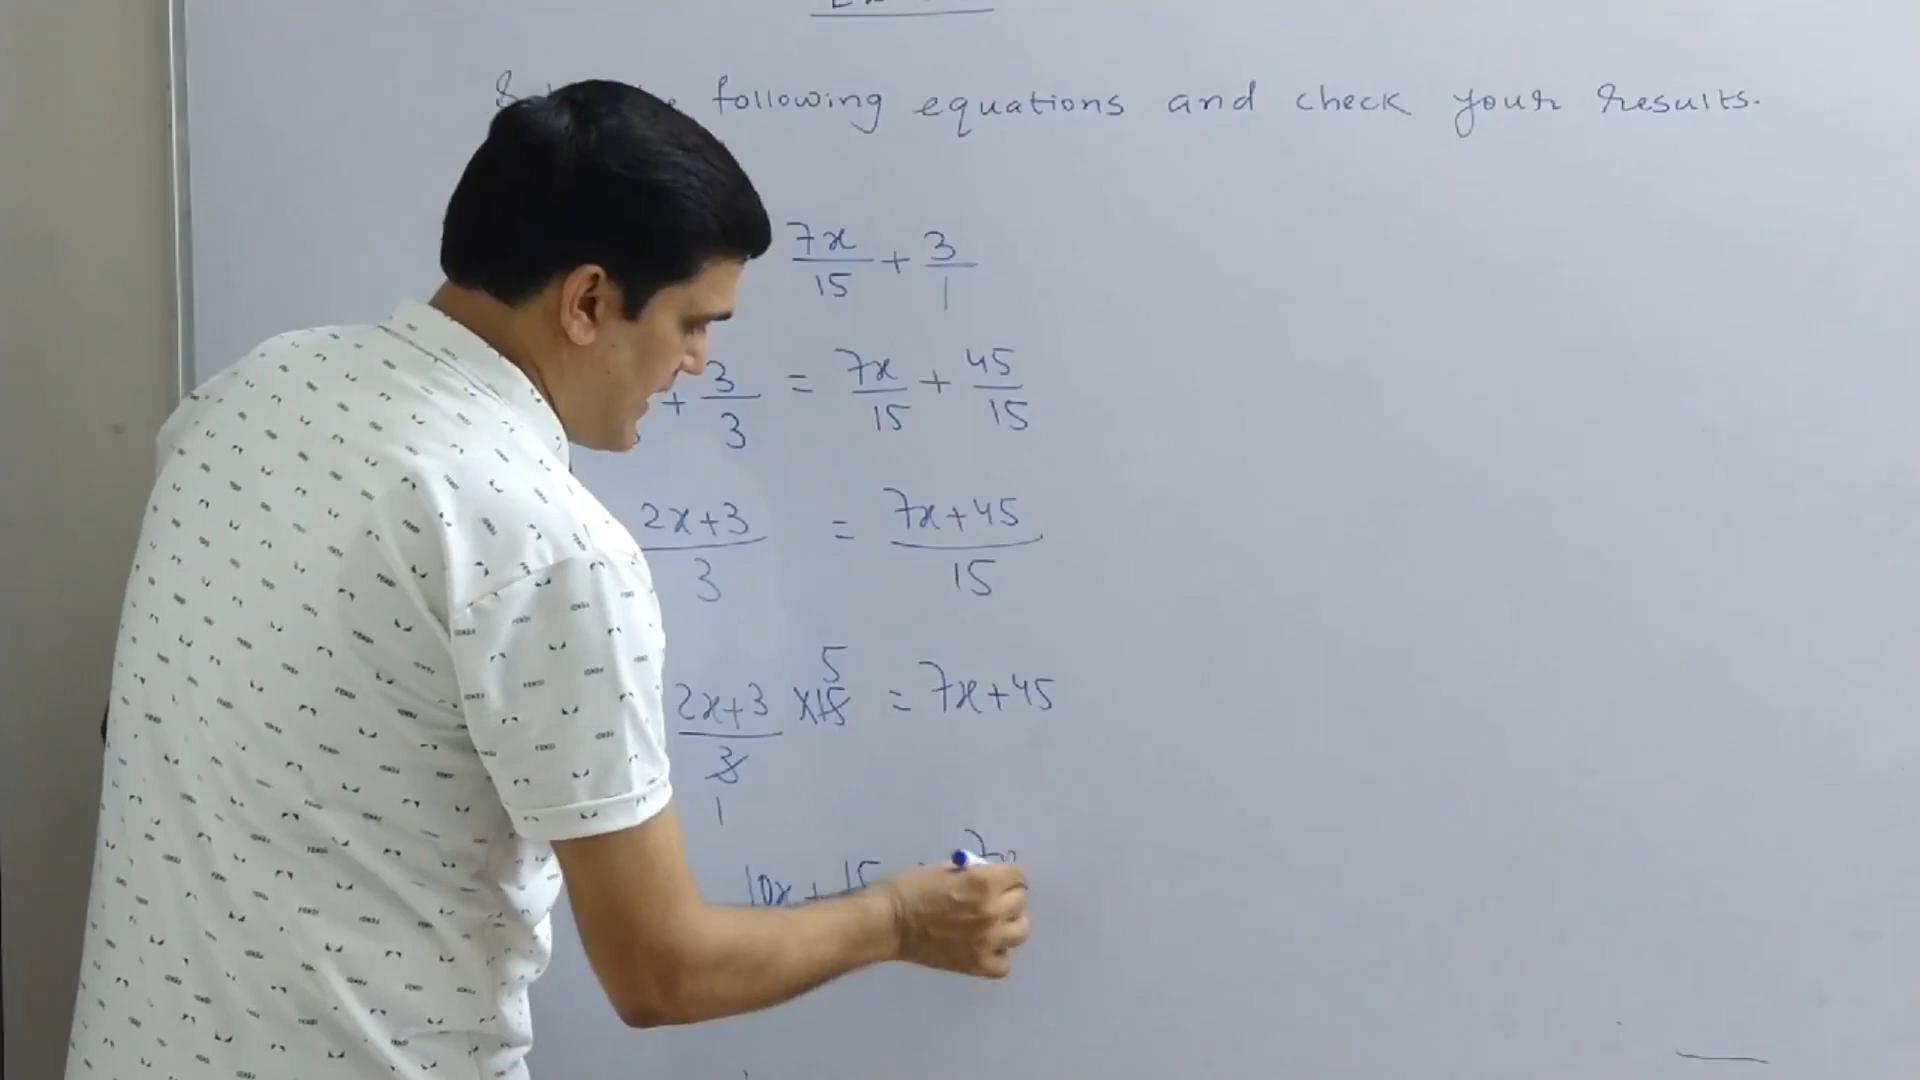 following equations and check your results.
7x/15 + 3/1
+ 3/3 = 7x/15 + 45/15
2x+3/3 = 7x+45/15
5
2x+3/3 ×15 = 7x+45
1
10x + 15